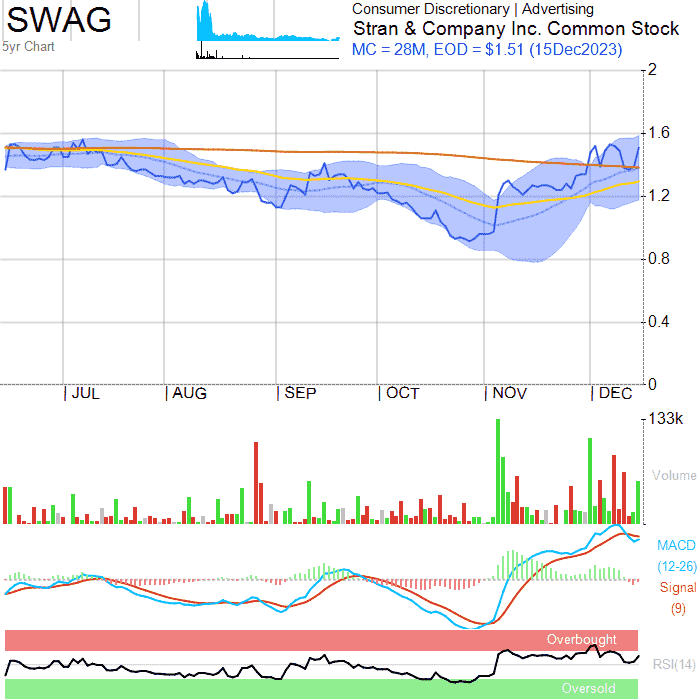 SWAG
5yr Chart
Consumer Discretionary | Advertising
Stran & Company Inc. Common Stock
MC = 28M, EOD = $1.51 (15Dec2023)
2
1.6
1.2
0.8
0.4
0
JUL AUG SEP OCT NOV DEC
133k
Volume
MACD
(12-26)
Signal
(9)
Overbought
RSI(14)
Oversold